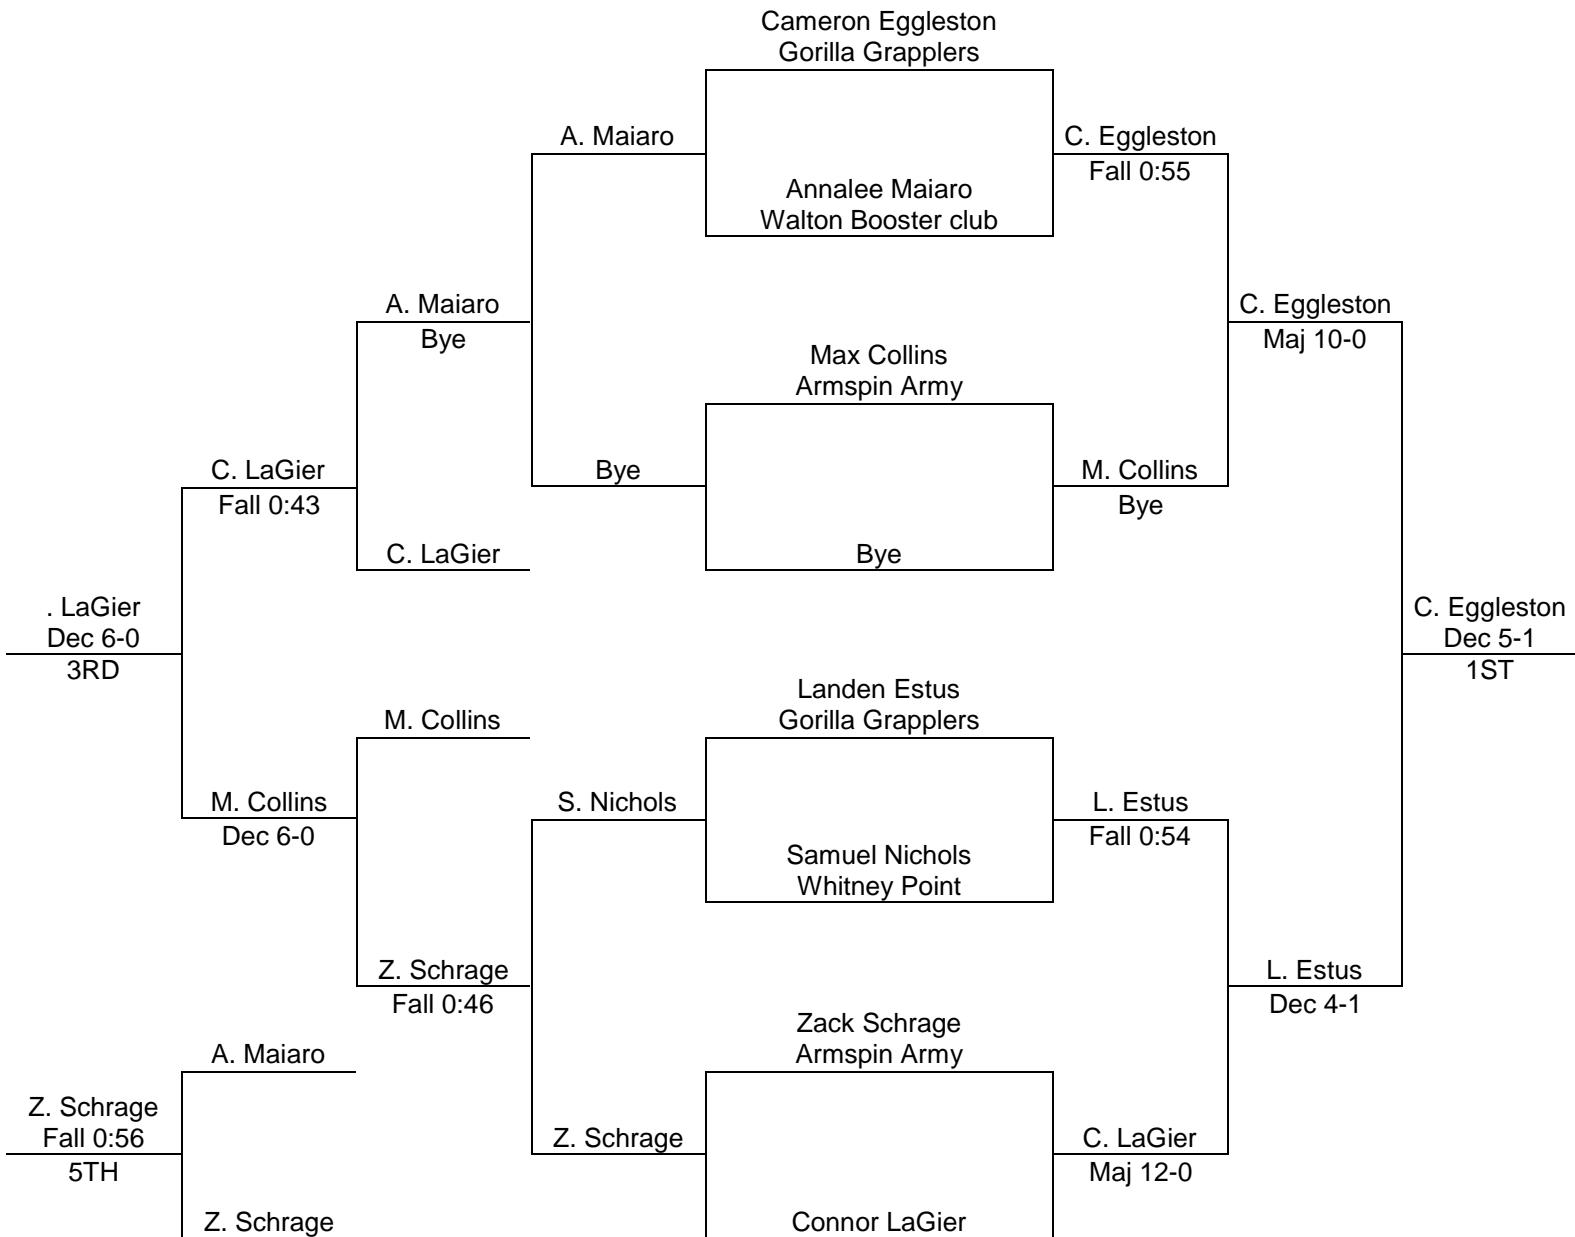 Cameron Eggleston
Gorilla Grapplers
A. Maiaro
C. Eggleston
Fall 0:55
Annalee Maiaro
Walton Booster club
A. Maiaro
Bye
C. Eggleston
Maj 10-0
Max Collins
Armspin Army
C. LaGier
Fall 0:43
Bye
M. Collins
Bye
C. LaGier
Bye
. LaGier
Dec 6-0
3RD
C. Eggleston
Dec 5-1
1ST
Landen Estus
Gorilla Grapplers
M. Collins
M. Collins
Dec 6-0
S. Nichols
L. Estus
Fall 0:54
Samuel Nichols
Whitney Point
Z. Schrage
Fall 0:46
L. Estus
Dec 4-1
Zack Schrage
Armspin Army
A. Maiaro
Z. Schrage
Fall 0:56
5TH
Z. Schrage
C. LaGier
Maj 12-0
Z. Schrage
Connor LaGier